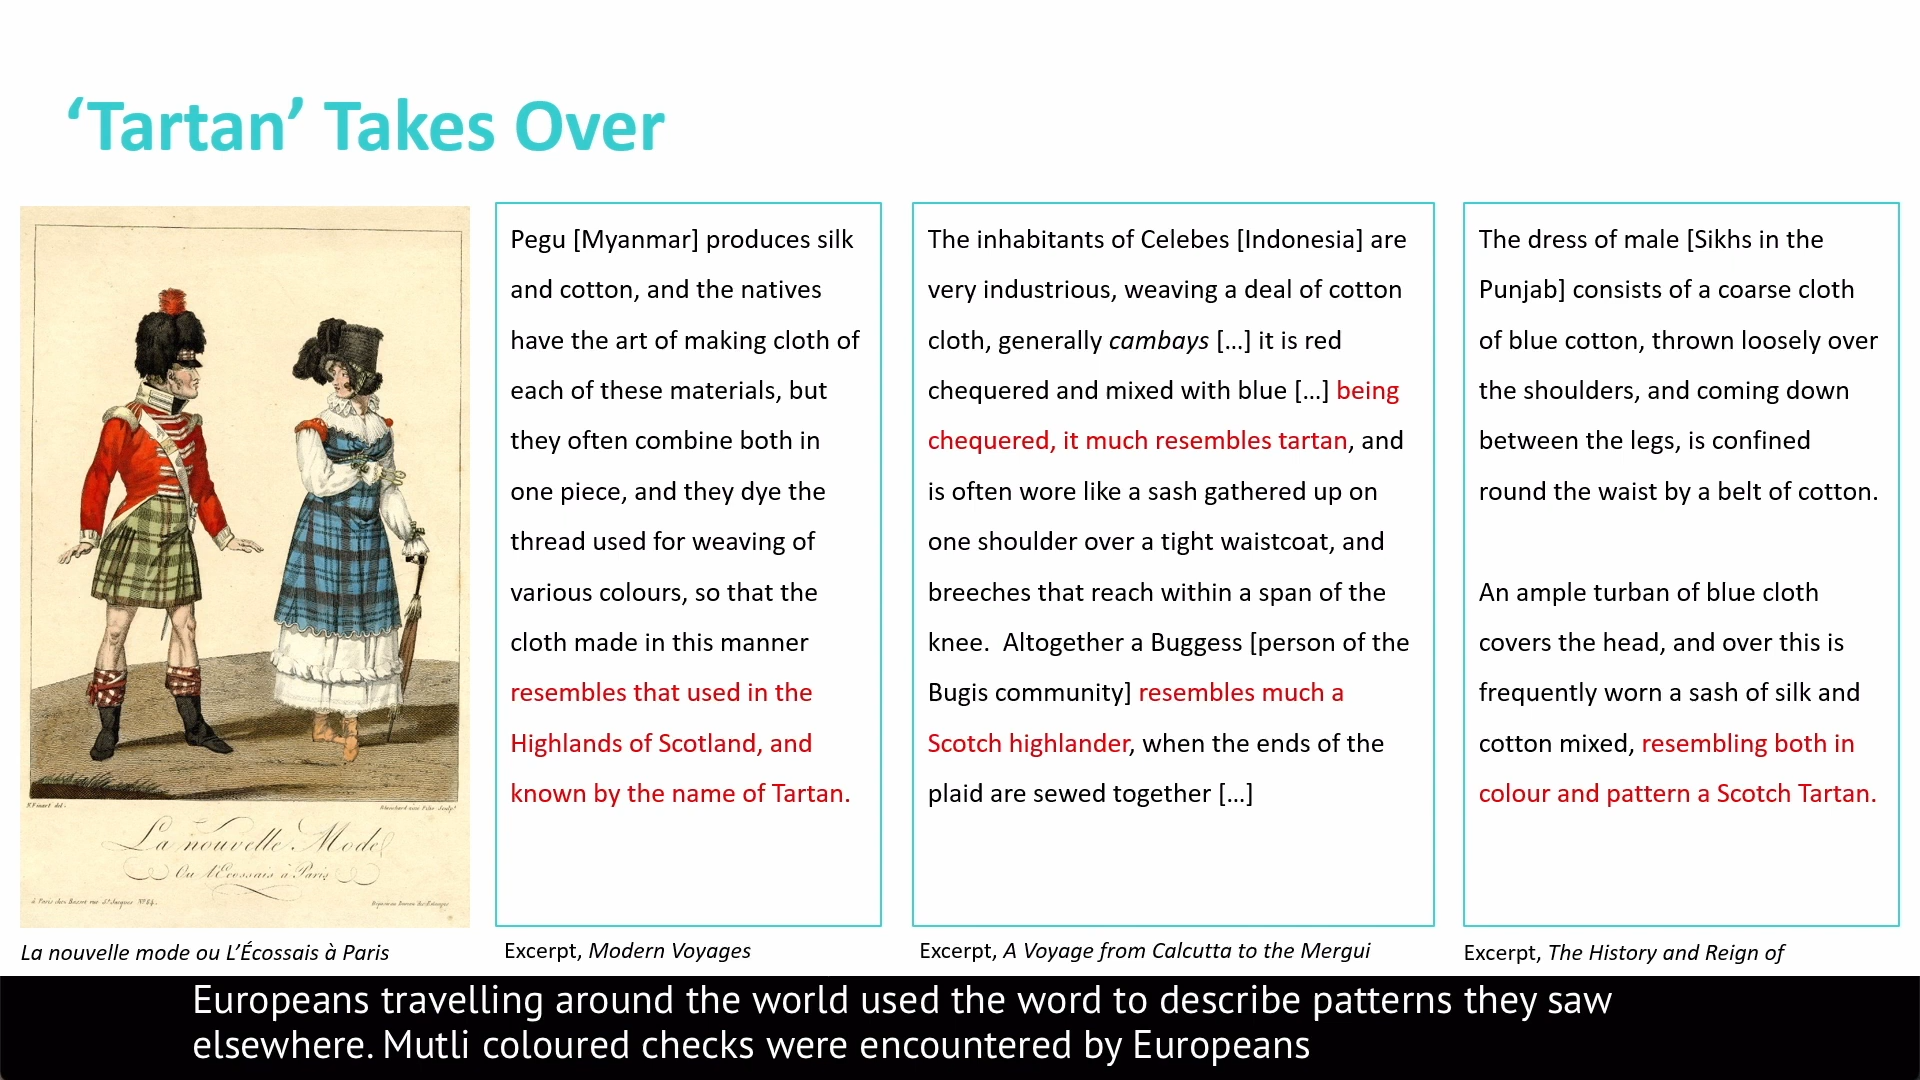 ‘Tartan’ Takes Over
La nouvelle Mode
Ou l'Ecossais à Paris
à Paris chez Basset rue St. Jacques No. 64.
La nouvelle mode ou L’Écossais à Paris
Pegu [Myanmar] produces silk
and cotton, and the natives
have the art of making cloth of
each of these materials, but
they often combine both in
one piece, and they dye the
thread used for weaving of
various colours, so that the
cloth made in this manner
resembles that used in the
Highlands of Scotland, and
known by the name of Tartan.
Excerpt, Modern Voyages
The inhabitants of Celebes [Indonesia] are
very industrious, weaving a deal of cotton
cloth, generally cambays […] it is red
chequered and mixed with blue […] being
chequered, it much resembles tartan, and
is often wore like a sash gathered up on
one shoulder over a tight waistcoat, and
breeches that reach within a span of the
knee.  Altogether a Buggess [person of the
Bugis community] resembles much a
Scotch highlander, when the ends of the
plaid are sewed together […]
Excerpt, A Voyage from Calcutta to the Mergui
The dress of male [Sikhs in the
Punjab] consists of a coarse cloth
of blue cotton, thrown loosely over
the shoulders, and coming down
between the legs, is confined
round the waist by a belt of cotton.
An ample turban of blue cloth
covers the head, and over this is
frequently worn a sash of silk and
cotton mixed, resembling both in
colour and pattern a Scotch Tartan.
Excerpt, The History and Reign of
Europeans travelling around the world used the word to describe patterns they saw
elsewhere. Mutli coloured checks were encountered by Europeans